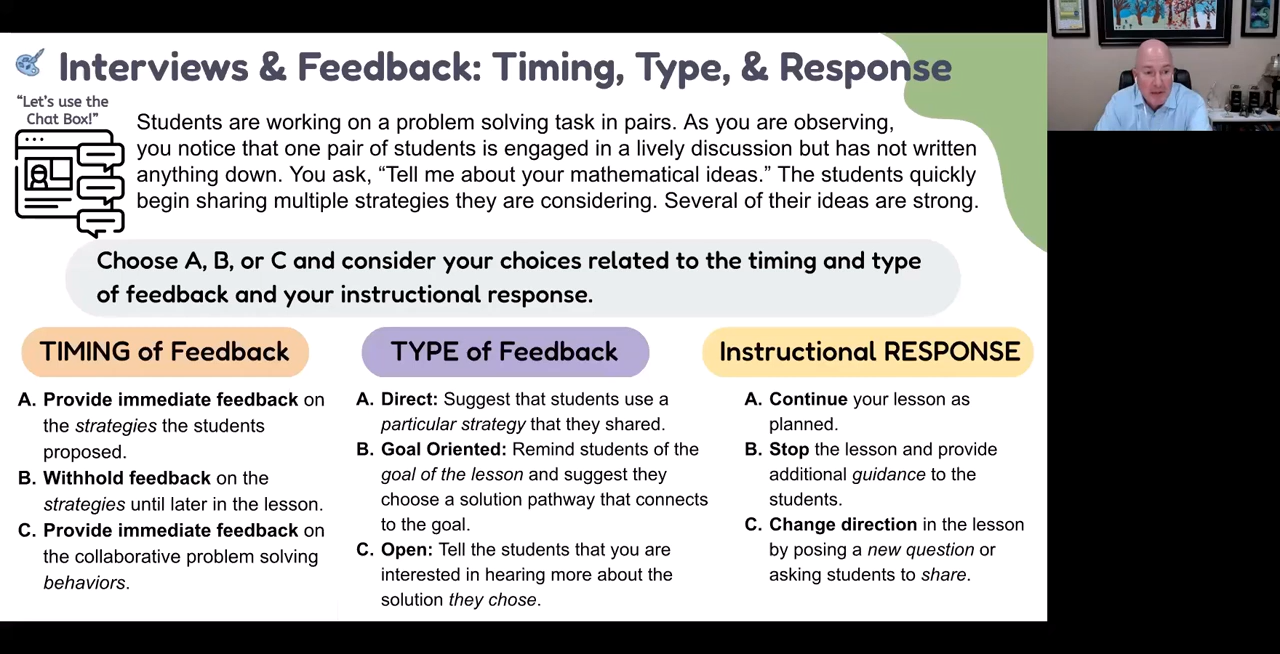 Interviews & Feedback: Timing, Type, & Response
“Let’s use the
Chat Box!”
Students are working on a problem solving task in pairs. As you are observing,
you notice that one pair of students is engaged in a lively discussion but has not written
anything down. You ask, “Tell me about your mathematical ideas.” The students quickly
begin sharing multiple strategies they are considering. Several of their ideas are strong.
Choose A, B, or C and consider your choices related to the timing and type
of feedback and your instructional response.
TIMING of Feedback
A. Provide immediate feedback on
the strategies the students
proposed.
B. Withhold feedback on the
strategies until later in the lesson.
C. Provide immediate feedback on
the collaborative problem solving
behaviors.
TYPE of Feedback
A. Direct: Suggest that students use a
particular strategy that they shared.
B. Goal Oriented: Remind students of the
goal of the lesson and suggest they
choose a solution pathway that connects
to the goal.
C. Open: Tell the students that you are
interested in hearing more about the
solution they chose.
Instructional RESPONSE
A. Continue your lesson as
planned.
B. Stop the lesson and provide
additional guidance to the
students.
C. Change direction in the lesson
by posing a new question or
asking students to share.